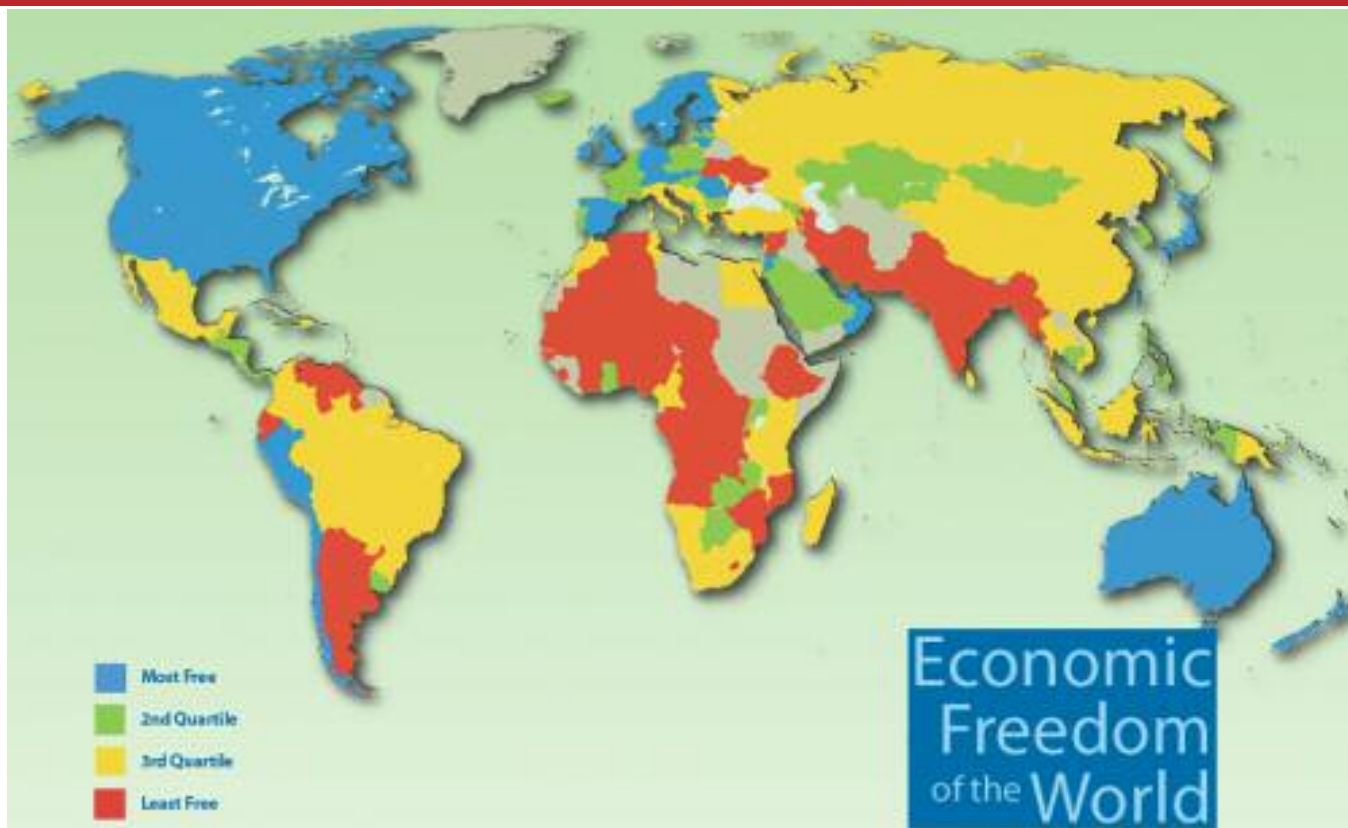 Most Free
2nd Quartile
3rd Quartile
Least Free
Economic
Freedom
of the World